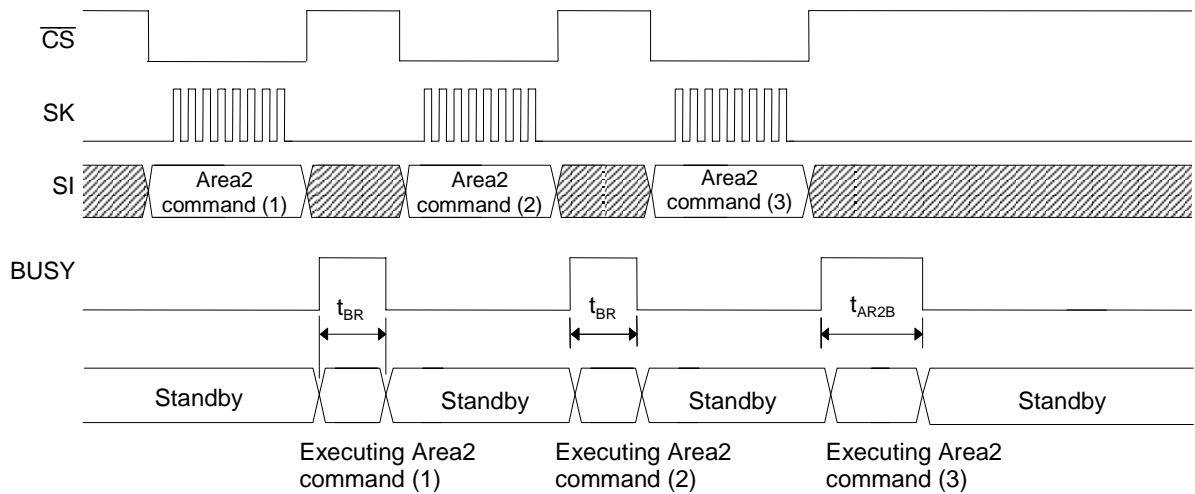 CS
SK
SI
Area2
command (1)
Area2
command (2)
Area2
command (3)
BUSY
tBR
tBR
tAR2B
Standby
Standby
Standby
Standby
Executing Area2
command (1)
Executing Area2
command (2)
Executing Area2
command (3)